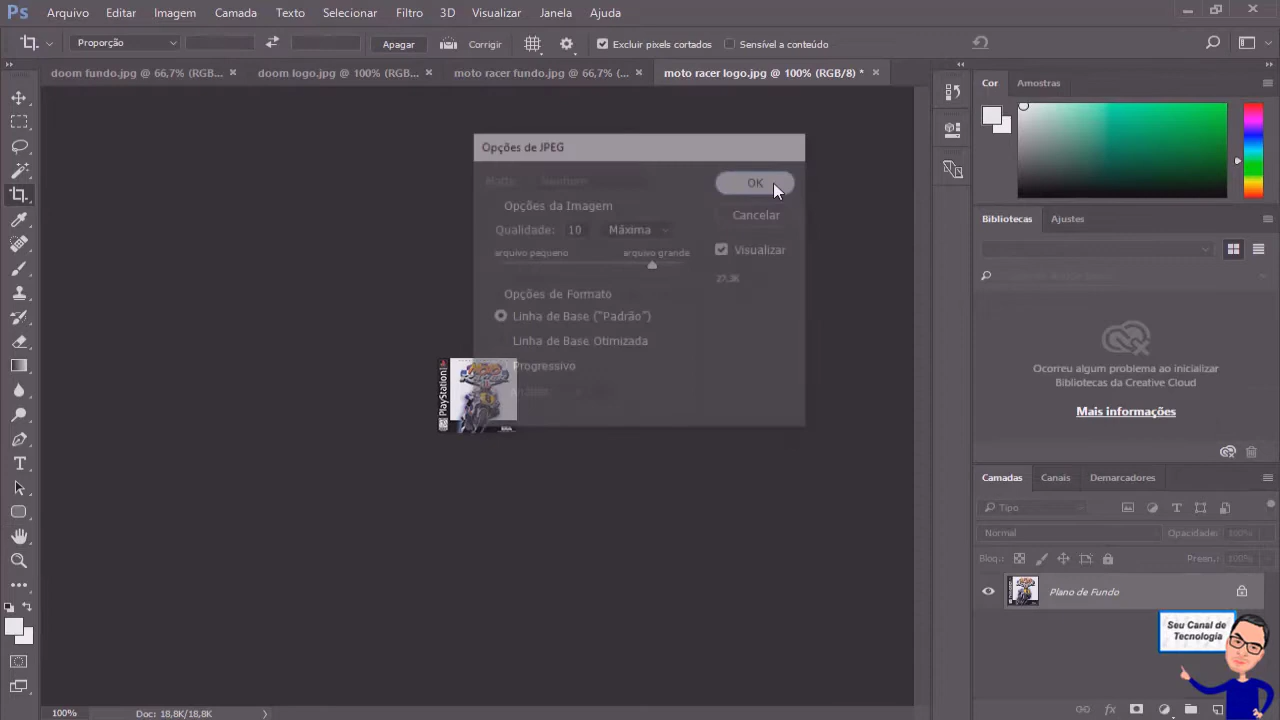 Ps Arquivo Editar Imagem Camada Texto Selecionar Filtro 3D Visualizar Janela Ajuda
Proporção Apagar Corrigir Excluir pixels cortados Sensível a conteúdo
doom fundo.jpg @ 66,7% (RGB... × doom logo.jpg @ 100% (RGB... × moto racer fundo.jpg @ 66,7% (... × moto racer logo.jpg @ 100% (RGB/8) * ×
Cor Amostras
Opções de JPEG
OK
Opções da Imagem
Cancelar
Qualidade: 10 Máxima
Visualizar
arquivo pequeno arquivo grande
27,3K
Opções de Formato
Linha de Base ("Padrão")
Linha de Base Otimizada
Progressivo
PlayStation
Bibliotecas Ajustes
Ocorreu algum problema ao inicializar
Bibliotecas da Creative Cloud
Mais informações
Camadas Canais Demarcadores
Tipo
Normal Opacidade: 100%
Bloq.: Preen.: 100%
Plano de Fundo
Seu Canal de
Tecnologia
fx
100% Doc: 18,8K/18,8K